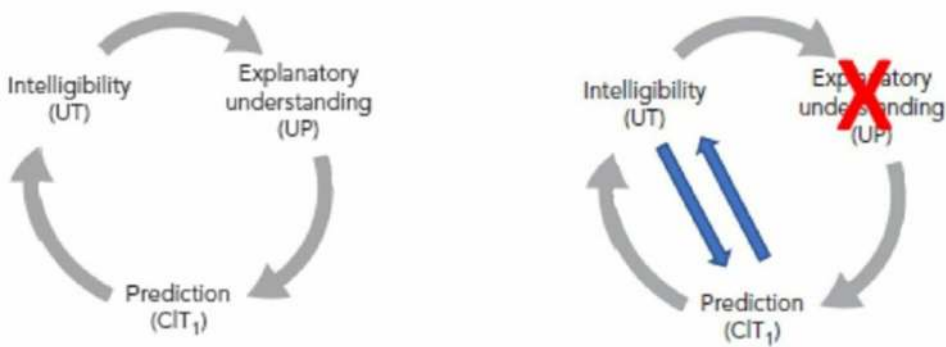 Intelligibility
(UT)
Explanatory
understanding
(UP)
Prediction
(CIT₁)
Intelligibility
(UT)
Explanatory
understanding
(UP)
Prediction
(CIT₁)